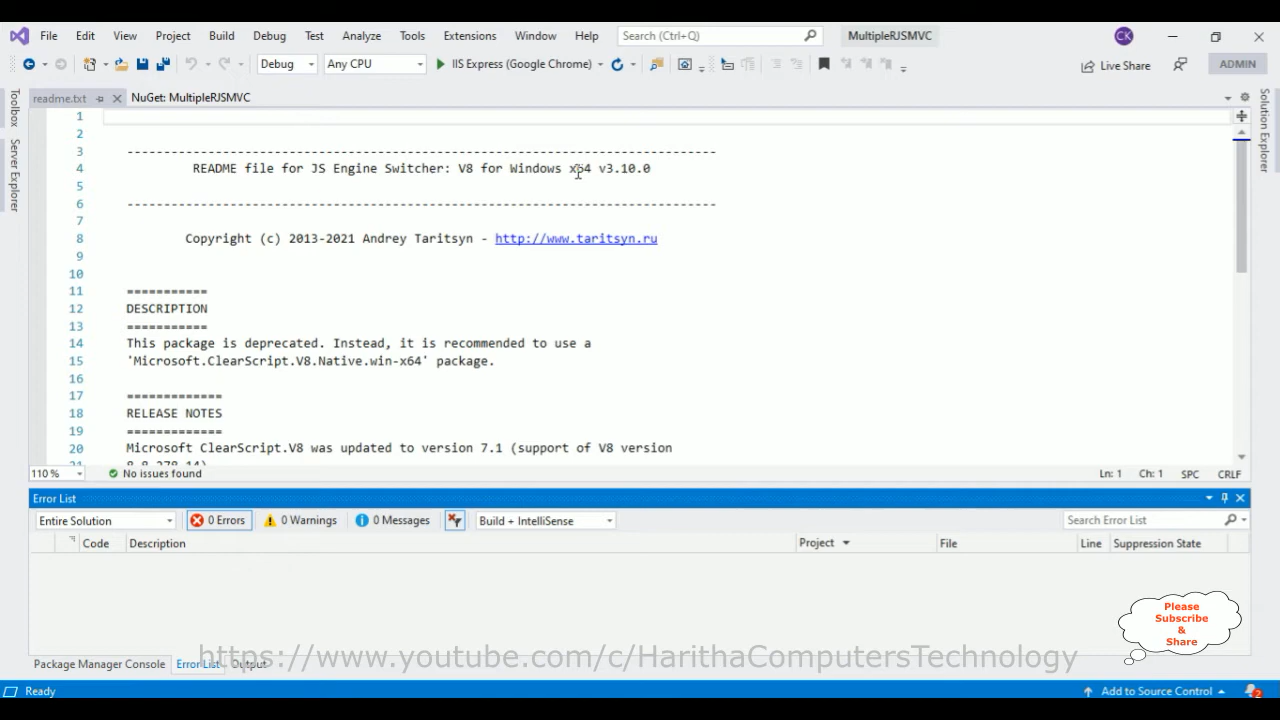 File Edit View Project Build Debug Test Analyze Tools Extensions Window Help Search (Ctrl+Q) MultipleRJSMVC CK
Debug Any CPU IIS Express (Google Chrome) Live Share ADMIN
readme.txt NuGet: MultipleRJSMVC
Toolbox
Server Explorer
Solution Explorer
1
2
3 --------------------------------------------------------------------
4 README file for JS Engine Switcher: V8 for Windows x64 v3.10.0
5
6 --------------------------------------------------------------------
7
8 Copyright (c) 2013-2021 Andrey Taritsyn - http://www.taritsyn.ru
9
10
11 ===========
12 DESCRIPTION
13 ===========
14 This package is deprecated. Instead, it is recommended to use a
15 'Microsoft.ClearScript.V8.Native.win-x64' package.
16
17 =============
18 RELEASE NOTES
19 =============
20 Microsoft ClearScript.V8 was updated to version 7.1 (support of V8 version
21 8.8.278.14)
110 % No issues found Ln: 1 Ch: 1 SPC CRLF
Error List
Entire Solution 0 Errors 0 Warnings 0 Messages Build + IntelliSense Search Error List
Code Description Project File Line Suppression State
Please
Subscribe
&
Share
Package Manager Console Error List Output
https://www.youtube.com/c/HarithaComputersTechnology
Ready Add to Source Control 2